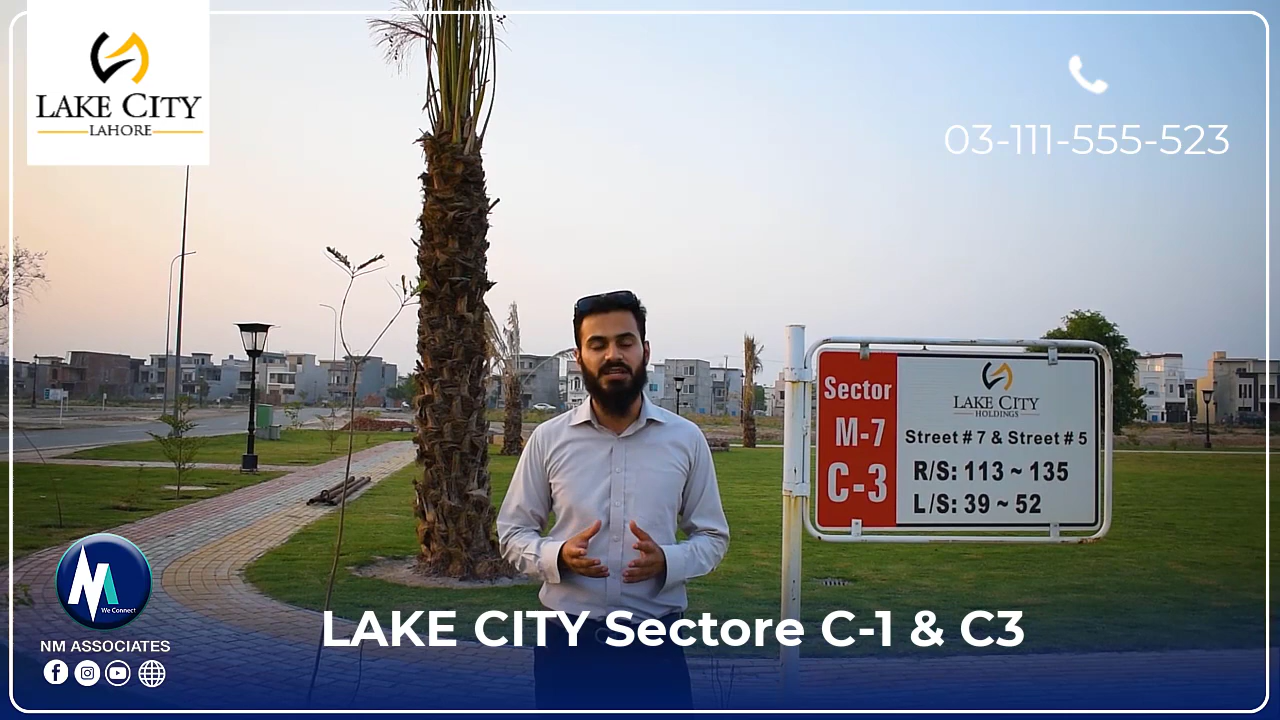 LAKE CITY
LAHORE
03-111-555-523
Sector
M-7
C-3
LAKE CITY
HOLDINGS
Street # 7 & Street # 5
R/S: 113 ~ 135
L/S: 39 ~ 52
We Connect
NM ASSOCIATES
LAKE CITY Sectore C-1 & C3